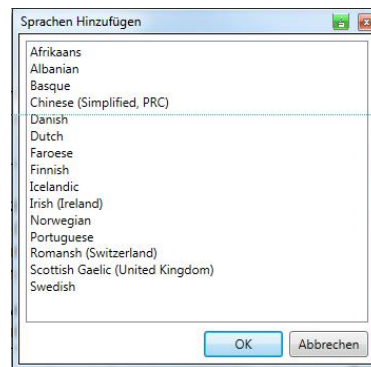 Sprachen Hinzufügen
Afrikaans
Albanian
Basque
Chinese (Simplified, PRC)
Danish
Dutch
Faroese
Finnish
Icelandic
Irish (Ireland)
Norwegian
Portuguese
Romansh (Switzerland)
Scottish Gaelic (United Kingdom)
Swedish
OK Abbrechen